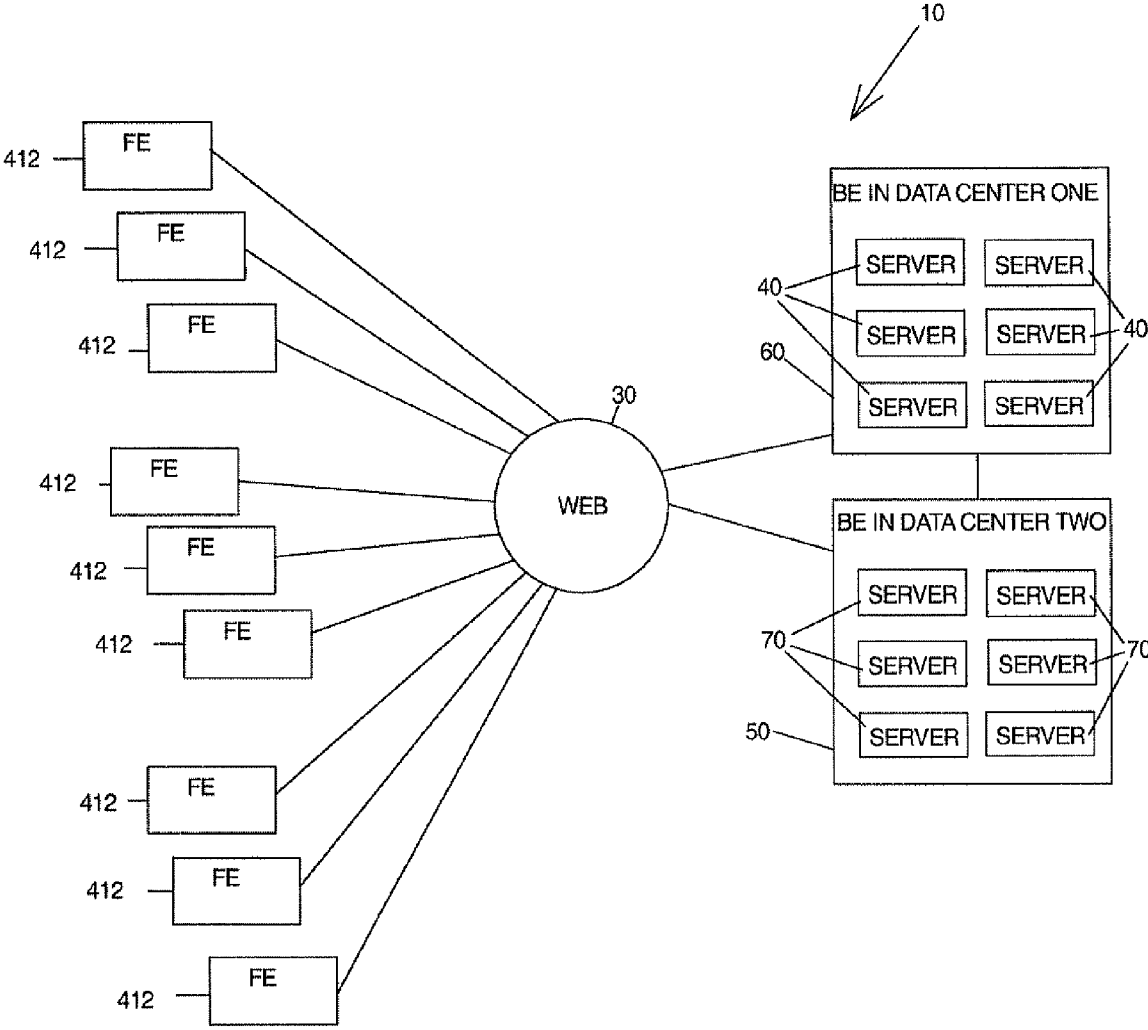 10
FE
412
FE
412
FE
412
FE
412
FE
412
FE
412
FE
412
FE
412
FE
412
30
WEB
BE IN DATA CENTER ONE
SERVER SERVER
SERVER SERVER
SERVER SERVER
40
40
60
BE IN DATA CENTER TWO
SERVER SERVER
SERVER SERVER
SERVER SERVER
70
70
50